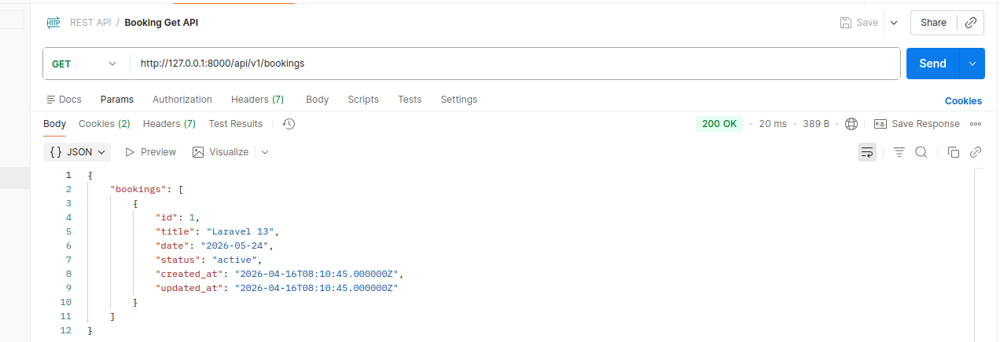 HTTP REST API / Booking Get API Save Share
GET http://127.0.0.1:8000/api/v1/bookings Send
Docs Params Authorization Headers (7) Body Scripts Tests Settings Cookies
Body Cookies (2) Headers (7) Test Results 200 OK • 20 ms • 389 B e.g. Save Response
{} JSON Preview Visualize
1 {
2 "bookings": [
3 {
4 "id": 1,
5 "title": "Laravel 13",
6 "date": "2026-05-24",
7 "status": "active",
8 "created_at": "2026-04-16T08:10:45.000000Z",
9 "updated_at": "2026-04-16T08:10:45.000000Z"
10 }
11 ]
12 }